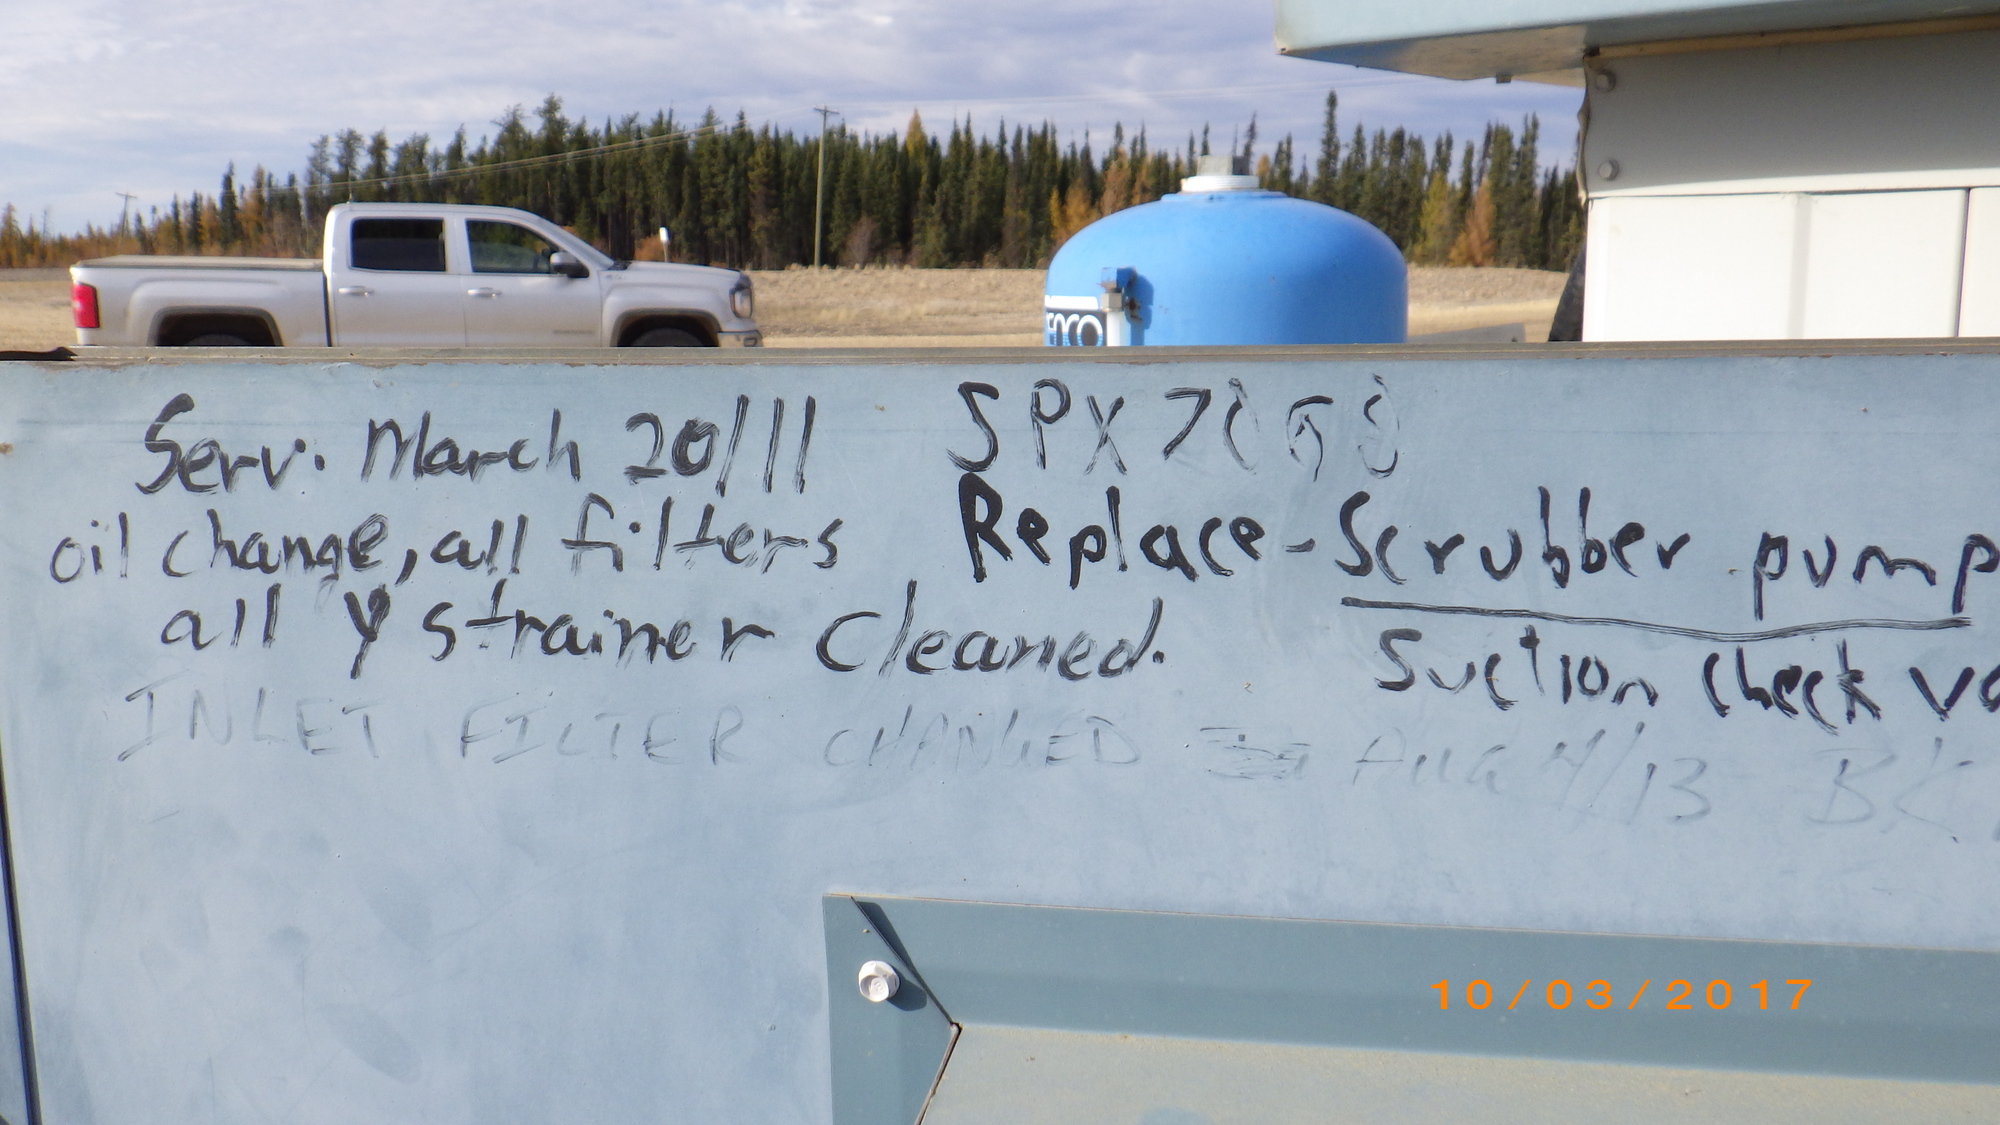 Serv. March 20/11
oil change, all filters
all Y strainer cleaned.
SPX 7
Replace - Scrubber pump
Suction check
INLET FILTER CHANGED Aug 4/13
10/03/2017